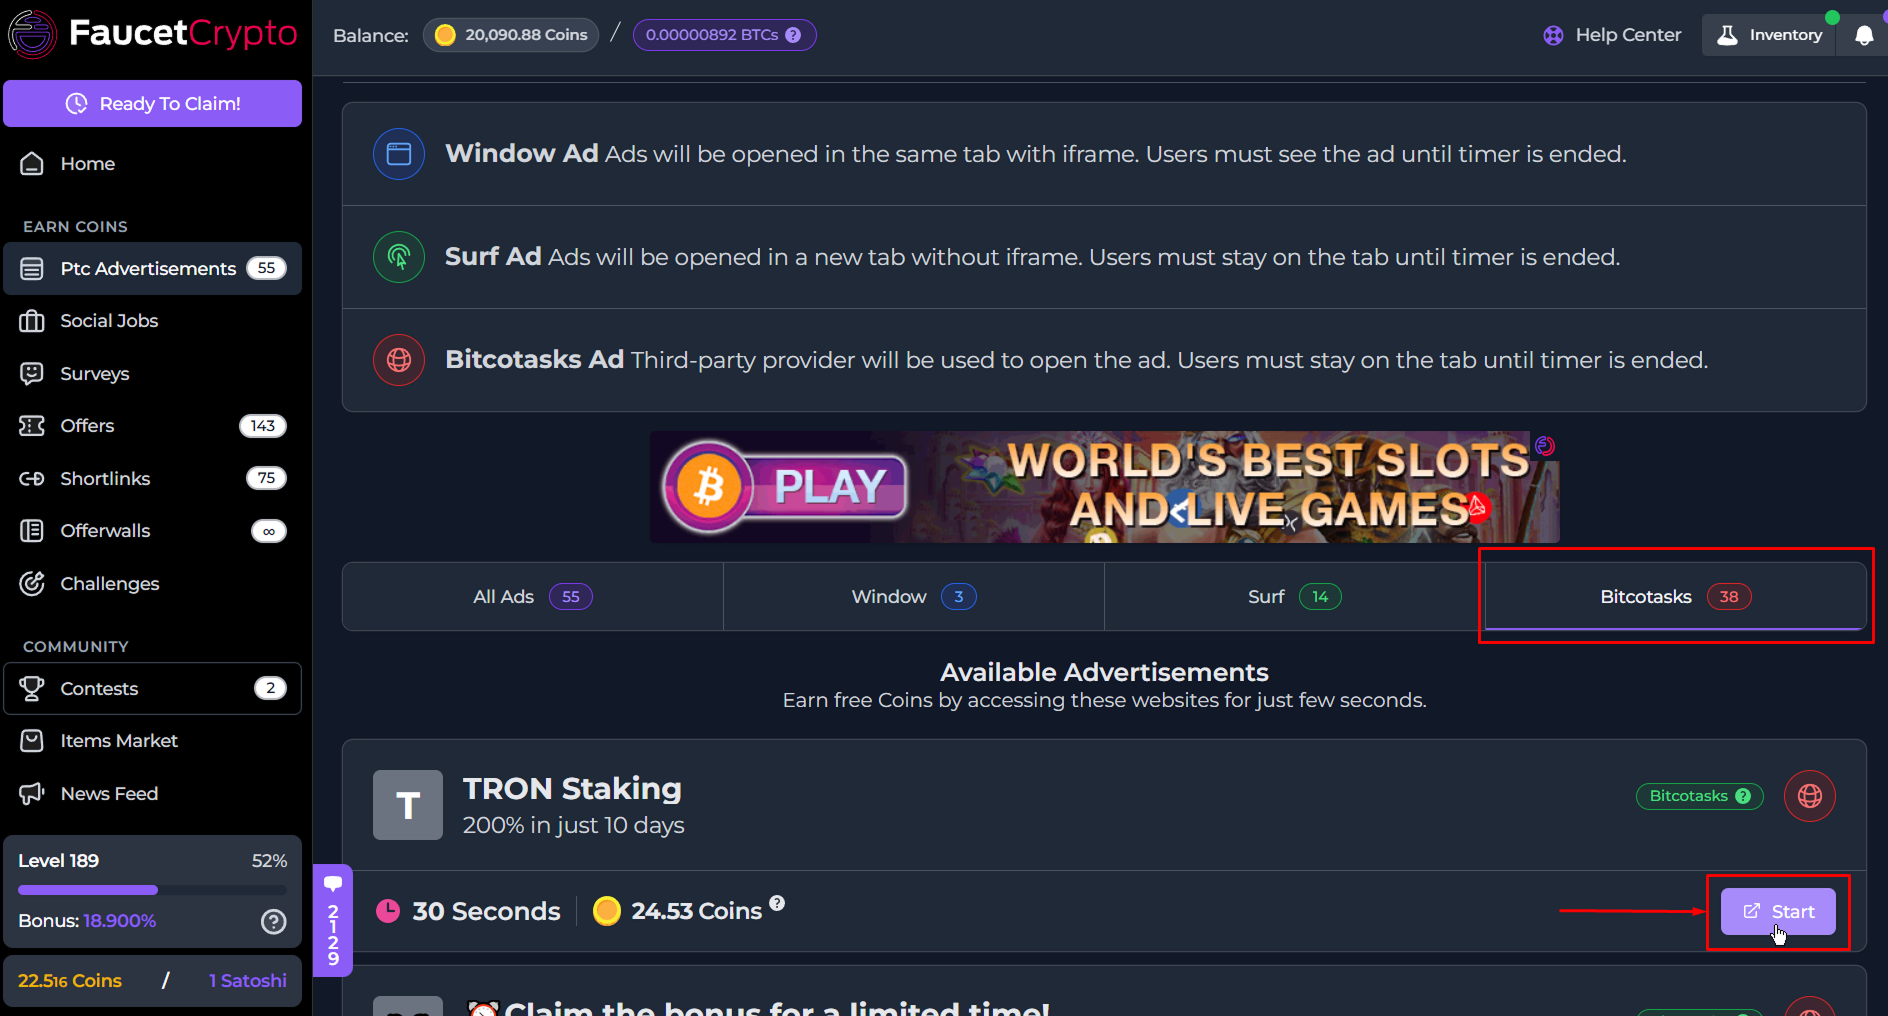 FaucetCrypto
Balance: 20,090.88 Coins / 0.00000892 BTCs ?
Help Center
Inventory
Ready To Claim!
Home
EARN COINS
Ptc Advertisements 55
Social Jobs
Surveys
Offers 143
Shortlinks 75
Offerwalls ∞
Challenges
COMMUNITY
Contests 2
Items Market
News Feed
Level 189 52%
Bonus: 18.900% ?
22.516 Coins / 1 Satoshi
2129
Window Ad Ads will be opened in the same tab with iframe. Users must see the ad until timer is ended.
Surf Ad Ads will be opened in a new tab without iframe. Users must stay on the tab until timer is ended.
Bitcotasks Ad Third-party provider will be used to open the ad. Users must stay on the tab until timer is ended.
PLAY
WORLD'S BEST SLOTS
AND LIVE GAMES
All Ads 55
Window 3
Surf 14
Bitcotasks 38
Available Advertisements
Earn free Coins by accessing these websites for just few seconds.
T
TRON Staking
200% in just 10 days
Bitcotasks ?
30 Seconds
24.53 Coins ?
Start
Claim the bonus for a limited time!